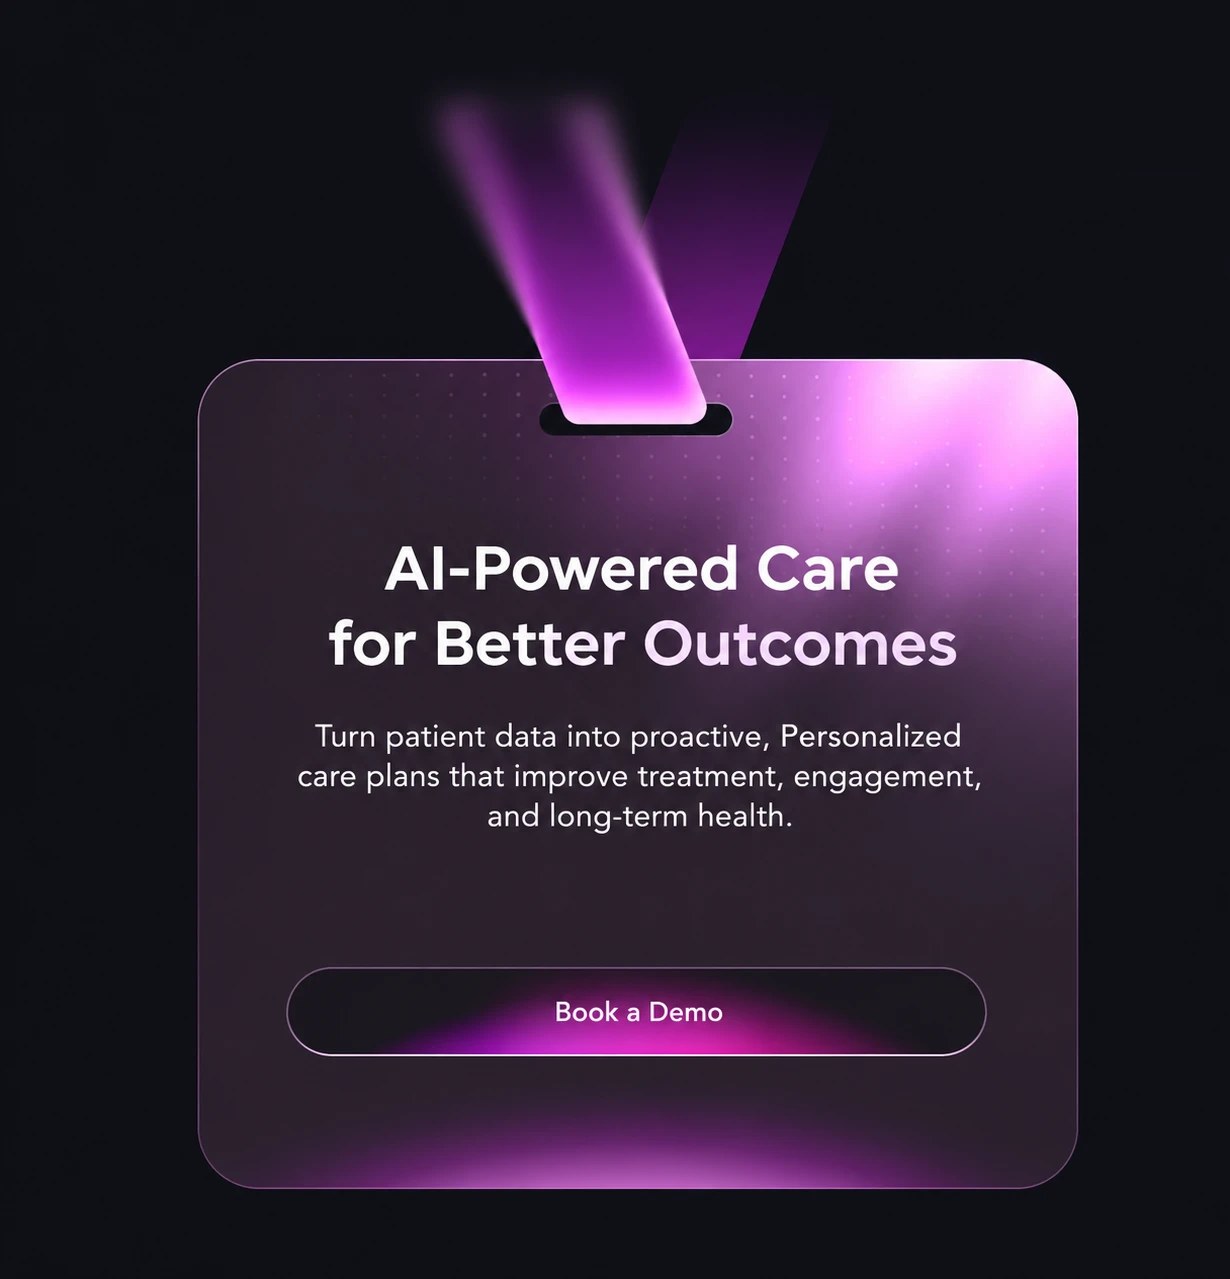 AI-Powered Care
for Better Outcomes
Turn patient data into proactive, Personalized
care plans that improve treatment, engagement,
and long-term health.
Book a Demo